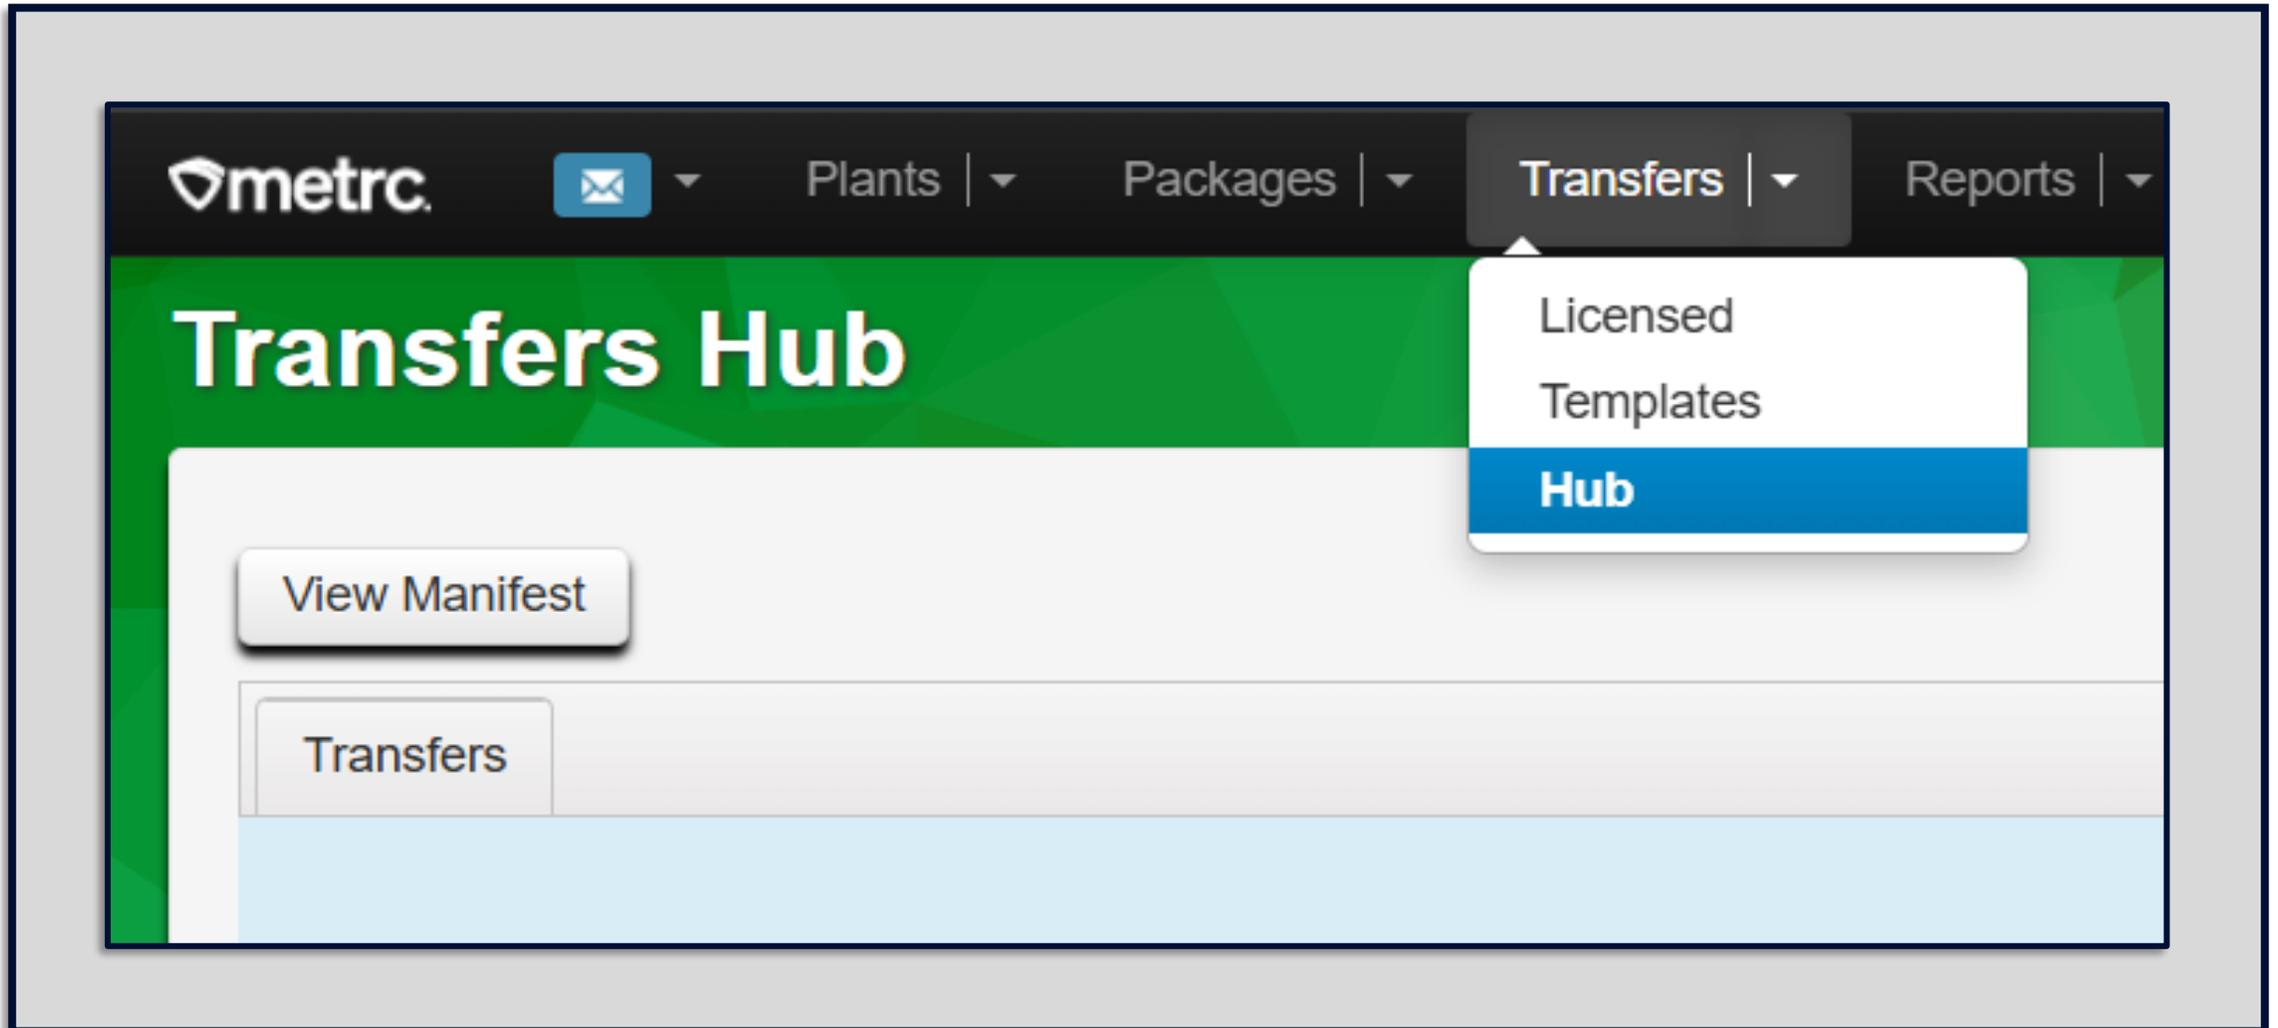 metrc. Plants Packages Transfers Reports
Licensed
Transfers Hub
Templates
Hub
View Manifest
Transfers